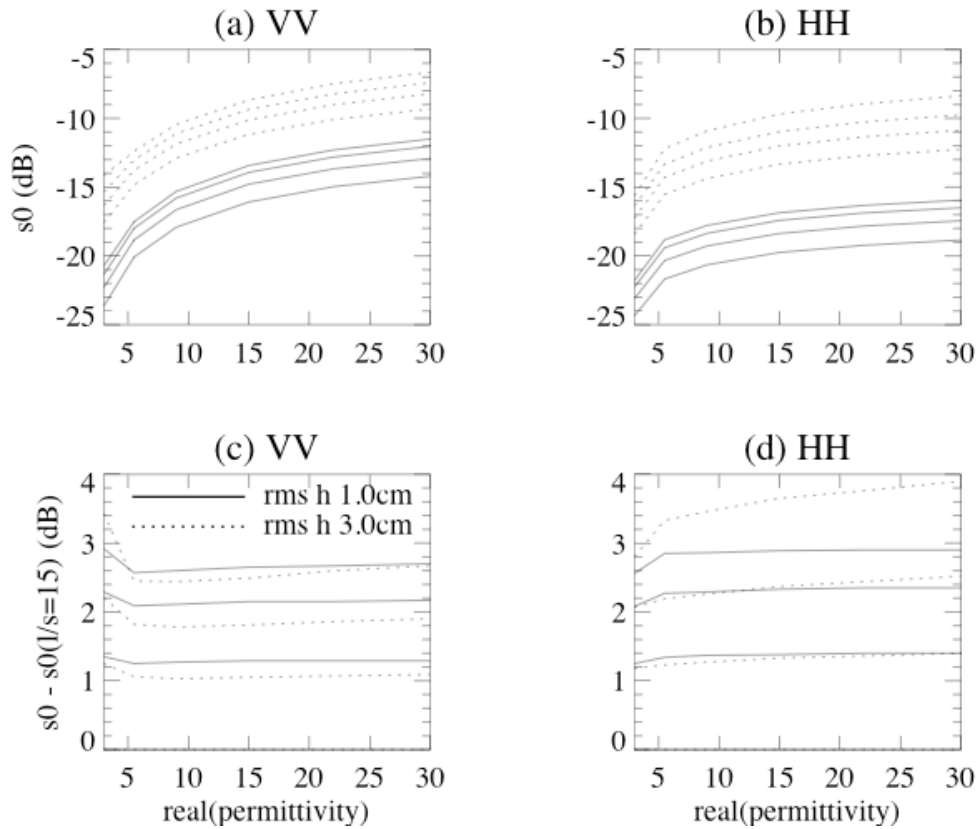 (a) VV
(b) HH
-5
-10
-15
-20
-25
s0 (dB)
5 10 15 20 25 30
-5
-10
-15
-20
-25
5 10 15 20 25 30
(c) VV
(d) HH
4
3
2
1
0
s0 - s0(l/s=15) (dB)
rms h 1.0cm
rms h 3.0cm
5 10 15 20 25 30
real(permittivity)
4
3
2
1
0
5 10 15 20 25 30
real(permittivity)